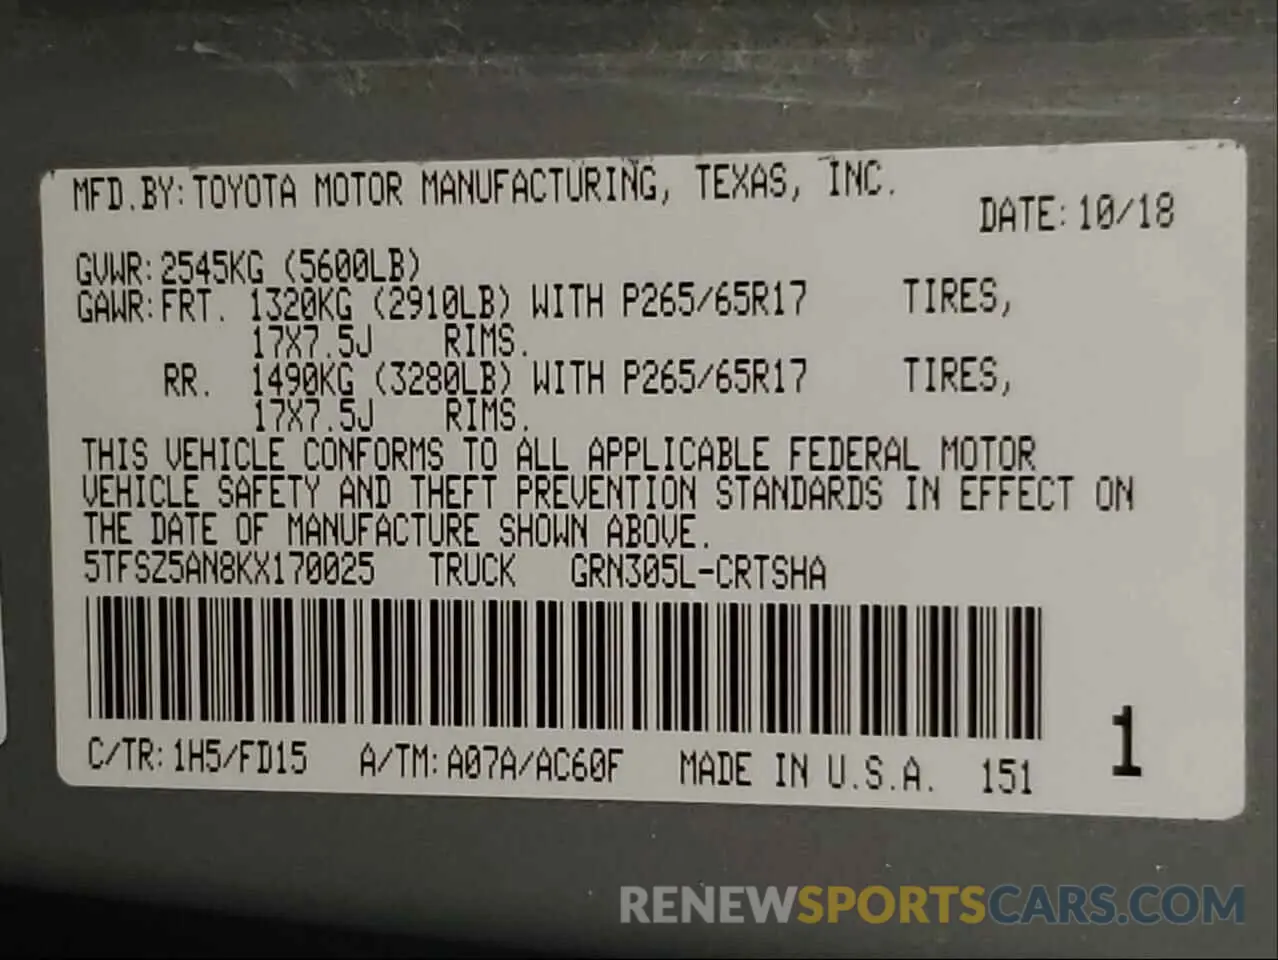 MFD.BY:TOYOTA MOTOR MANUFACTURING, TEXAS, INC.
DATE:10/18
GVWR:2545KG (5600LB)
GAWR:FRT. 1320KG (2910LB) WITH P265/65R17 TIRES,
17X7.5J RIMS.
RR. 1490KG (3280LB) WITH P265/65R17 TIRES,
17X7.5J RIMS.
THIS VEHICLE CONFORMS TO ALL APPLICABLE FEDERAL MOTOR
VEHICLE SAFETY AND THEFT PREVENTION STANDARDS IN EFFECT ON
THE DATE OF MANUFACTURE SHOWN ABOVE.
5TFSZ5AN8KX170025 TRUCK GRN305L-CRTSHA
C/TR:1H5/FD15 A/TM:A07A/AC60F MADE IN U.S.A. 151
1
RENEWSPORTSCARS.COM